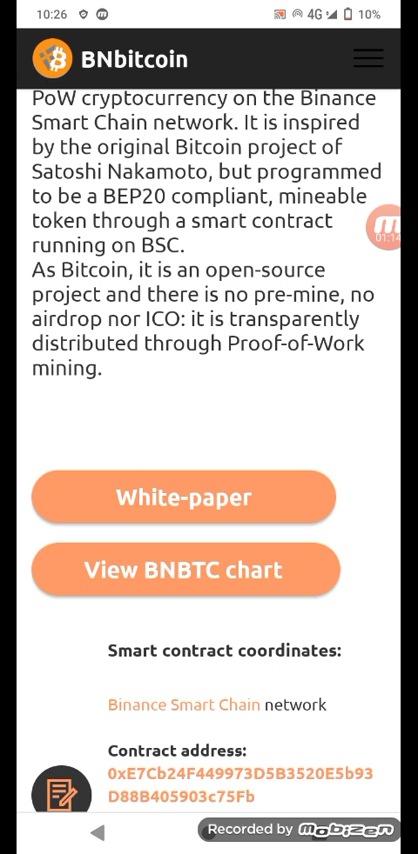 10:26
4G
10%
BNbitcoin
PoW cryptocurrency on the Binance
Smart Chain network. It is inspired
by the original Bitcoin project of
Satoshi Nakamoto, but programmed
to be a BEP20 compliant, mineable
token through a smart contract
running on BSC.
01:14
As Bitcoin, it is an open-source
project and there is no pre-mine, no
airdrop nor ICO: it is transparently
distributed through Proof-of-Work
mining.
White-paper
View BNBTC chart
Smart contract coordinates:
Binance Smart Chain network
Contract address:
0xE7Cb24F449973D5B3520E5b93
D88B405903c75Fb
Recorded by mobizen